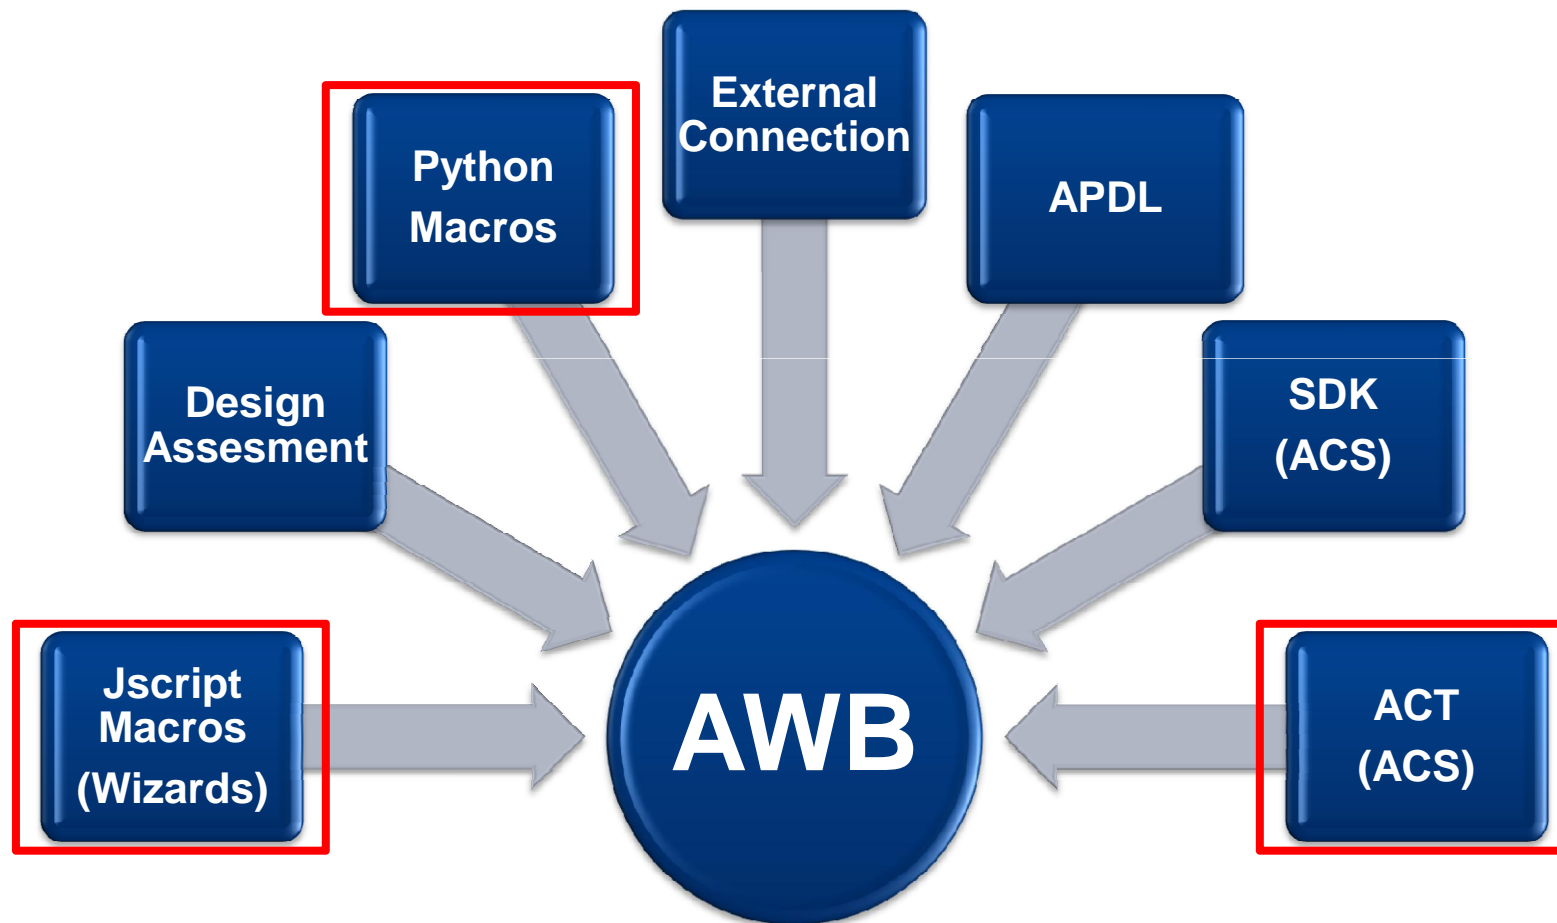 External
Connection
Python
Macros
APDL
Design
Assesment
SDK
(ACS)
Jscript
Macros
(Wizards)
AWB
ACT
(ACS)